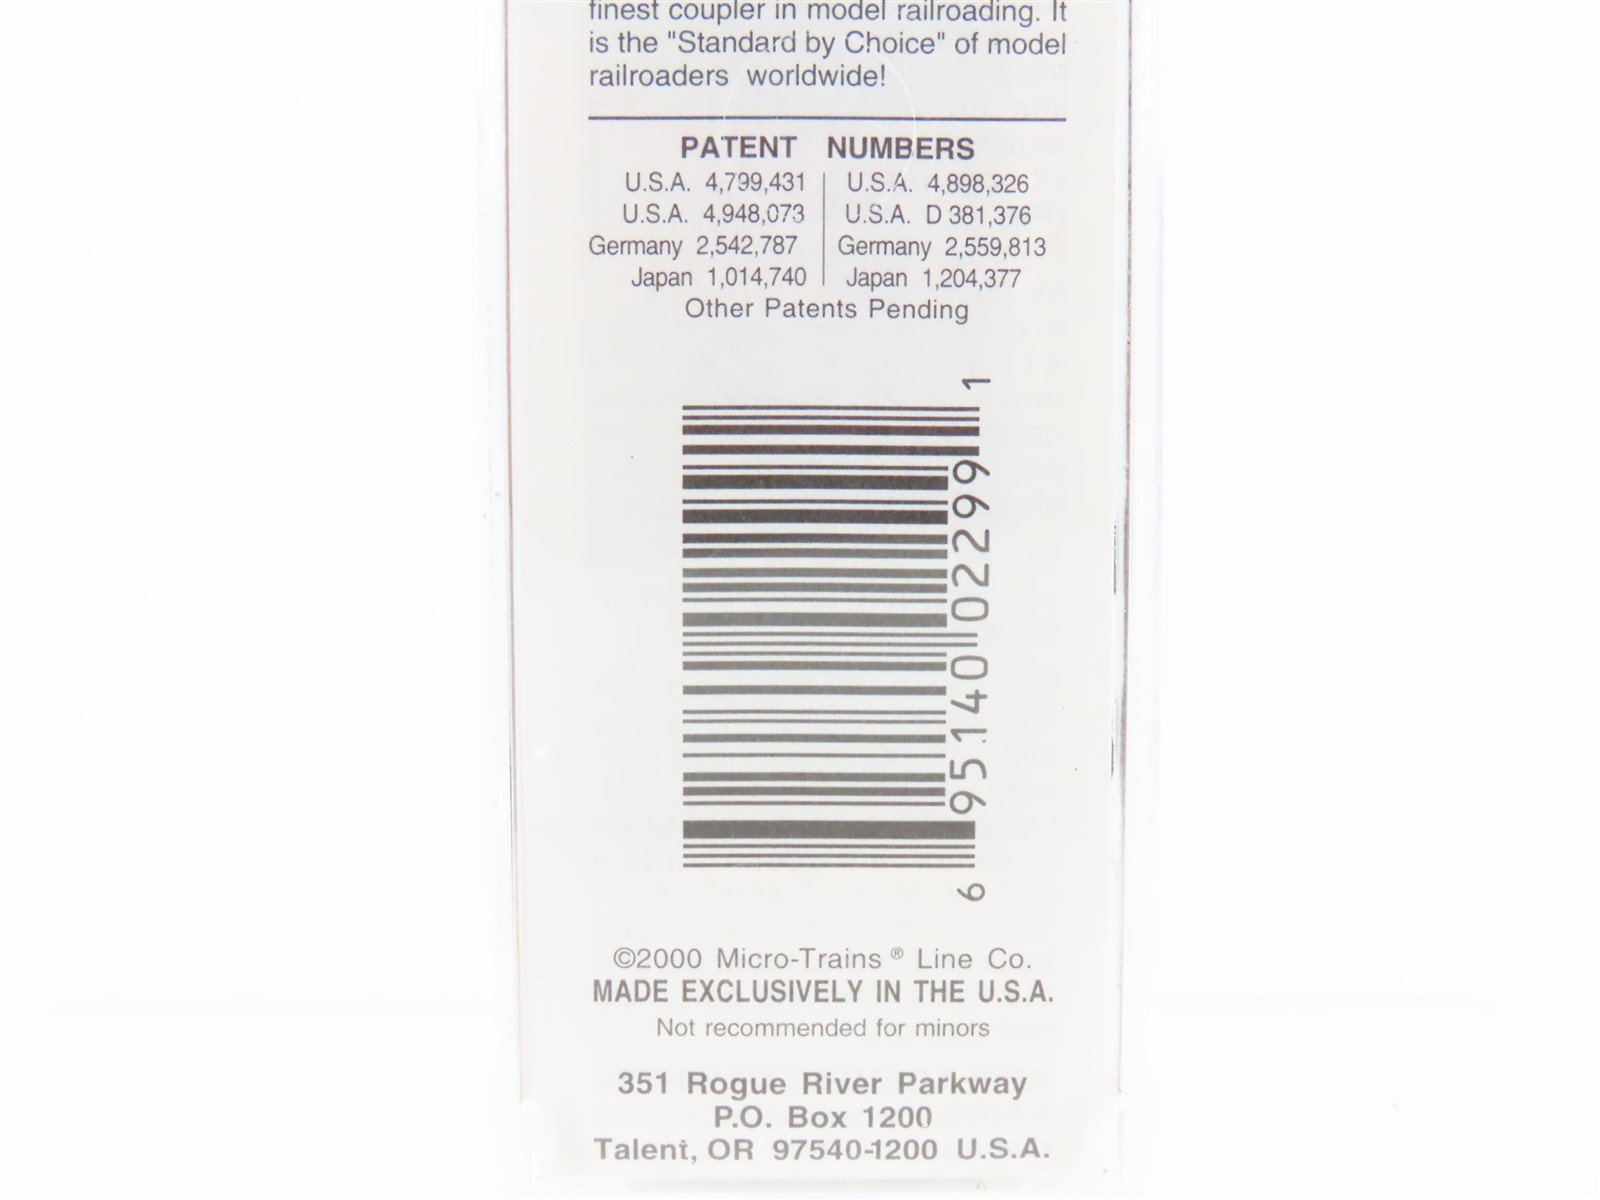 finest coupler in model railroading. It
is the "Standard by Choice" of model
railroaders worldwide!
PATENT NUMBERS
U.S.A. 4,799,431 U.S.A. 4,898,326
U.S.A. 4,948,073 U.S.A. D 381,376
Germany 2,542,787 Germany 2,559,813
Japan 1,014,740 Japan 1,204,377
Other Patents Pending
6 95140 02299 1
©2000 Micro-Trains® Line Co.
MADE EXCLUSIVELY IN THE U.S.A.
Not recommended for minors
351 Rogue River Parkway
P.O. Box 1200
Talent, OR 97540-1200 U.S.A.